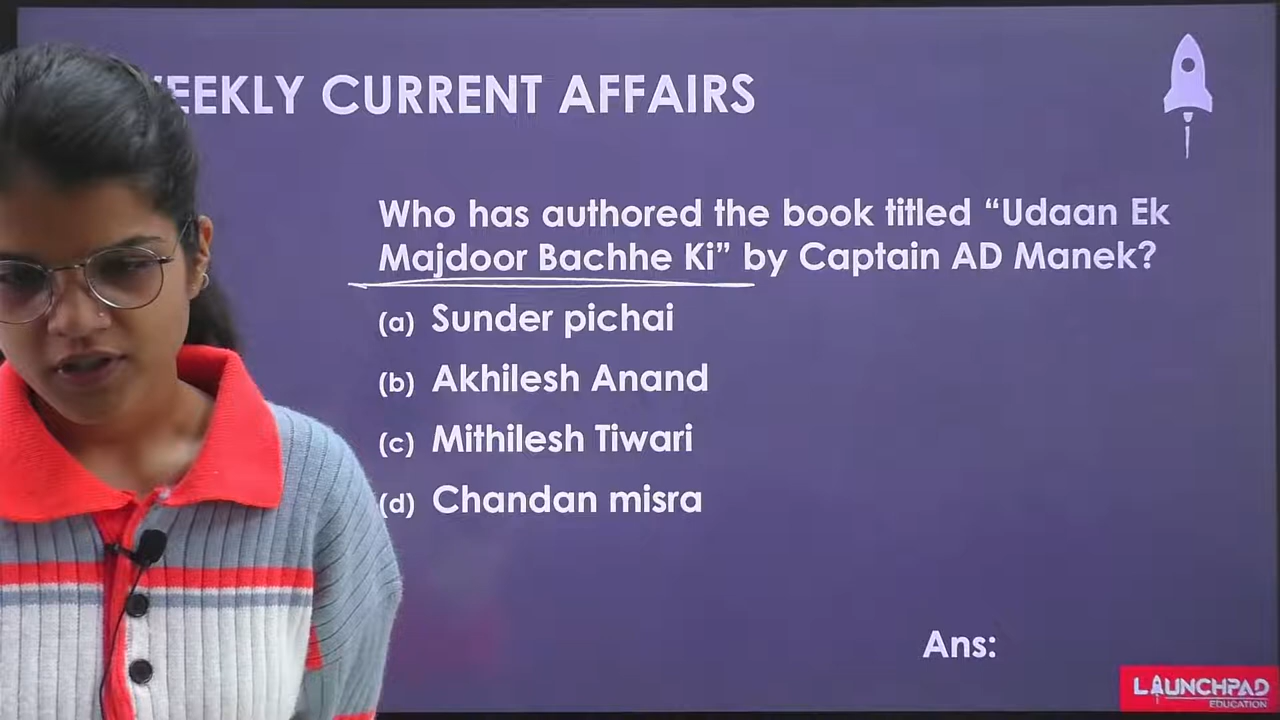 EEKLY CURRENT AFFAIRS
Who has authored the book titled “Udaan Ek
Majdoor Bachhe Ki” by Captain AD Manek?
(a) Sunder pichai
(b) Akhilesh Anand
(c) Mithilesh Tiwari
(d) Chandan misra
Ans:
LAUNCHPAD
EDUCATION